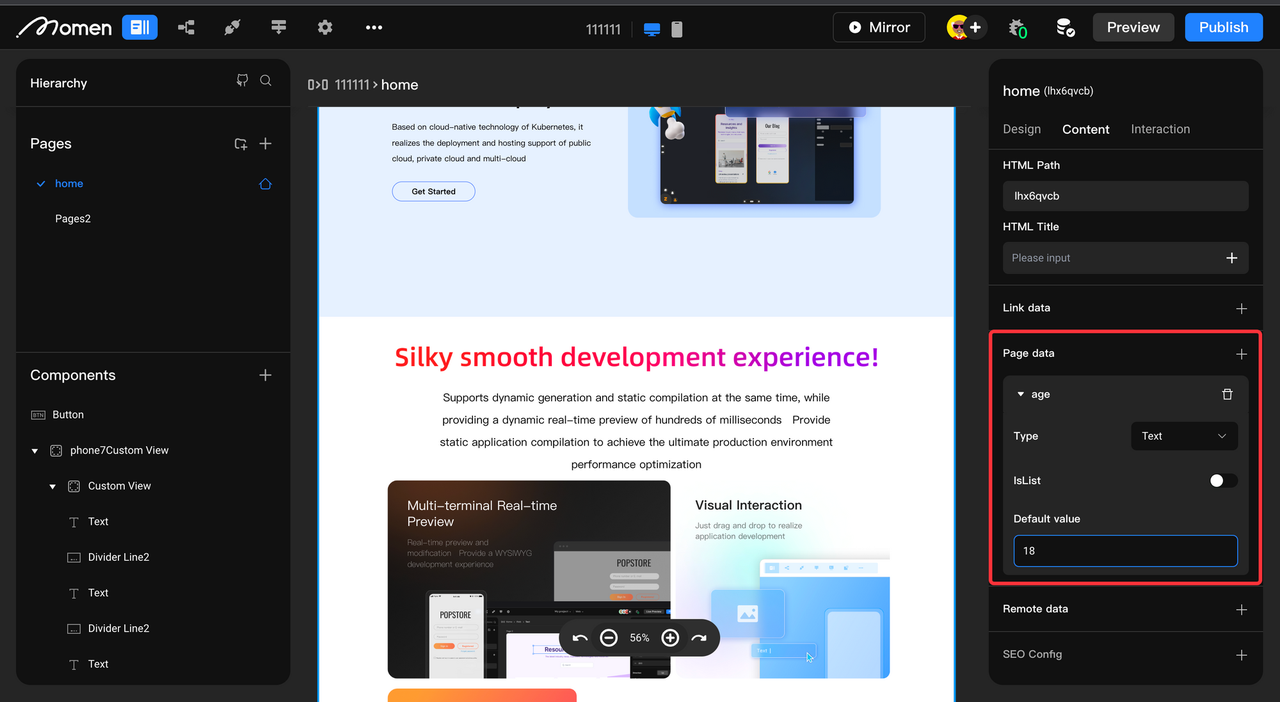 Momen
111111
Mirror
0
Preview
Publish
Hierarchy
Pages
home
Pages2
Components
BTN
Button
phone7Custom View
Custom View
Text
Divider Line2
Text
Divider Line2
Text
111111 > home
Based on cloud-native technology of Kubernetes, it
realizes the deployment and hosting support of public
cloud, private cloud and multi-cloud
Get Started
Our Blog
Silky smooth development experience!
Supports dynamic generation and static compilation at the same time, while
providing a dynamic real-time preview of hundreds of milliseconds Provide
static application compilation to achieve the ultimate production environment
performance optimization
Multi-terminal Real-time
Preview
Real-time preview and
modification Provide a WYSIWYG
development experience
POPSTORE
POPSTORE
Visual Interaction
Just drag and drop to realize
application development
Text
56%
home (lhx6qvcb)
Design
Content
Interaction
HTML Path
lhx6qvcb
HTML Title
Please input
Link data
Page data
age
Type
Text
IsList
Default value
18
Remote data
SEO Config